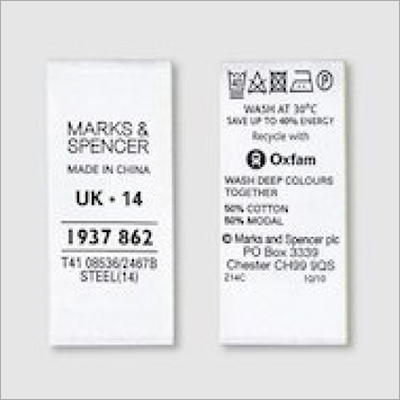 MARKS &
SPENCER
MADE IN CHINA
UK • 14
1937 862
T41 08536/2467B
STEEL(14)
WASH AT 30°C
SAVE UP TO 40% ENERGY
Recycle with
Oxfam
WASH DEEP COLOURS
TOGETHER
50% COTTON
50% MODAL
© Marks and Spencer plc
PO Box 3339
Chester CH99 9QS
214C 10/10